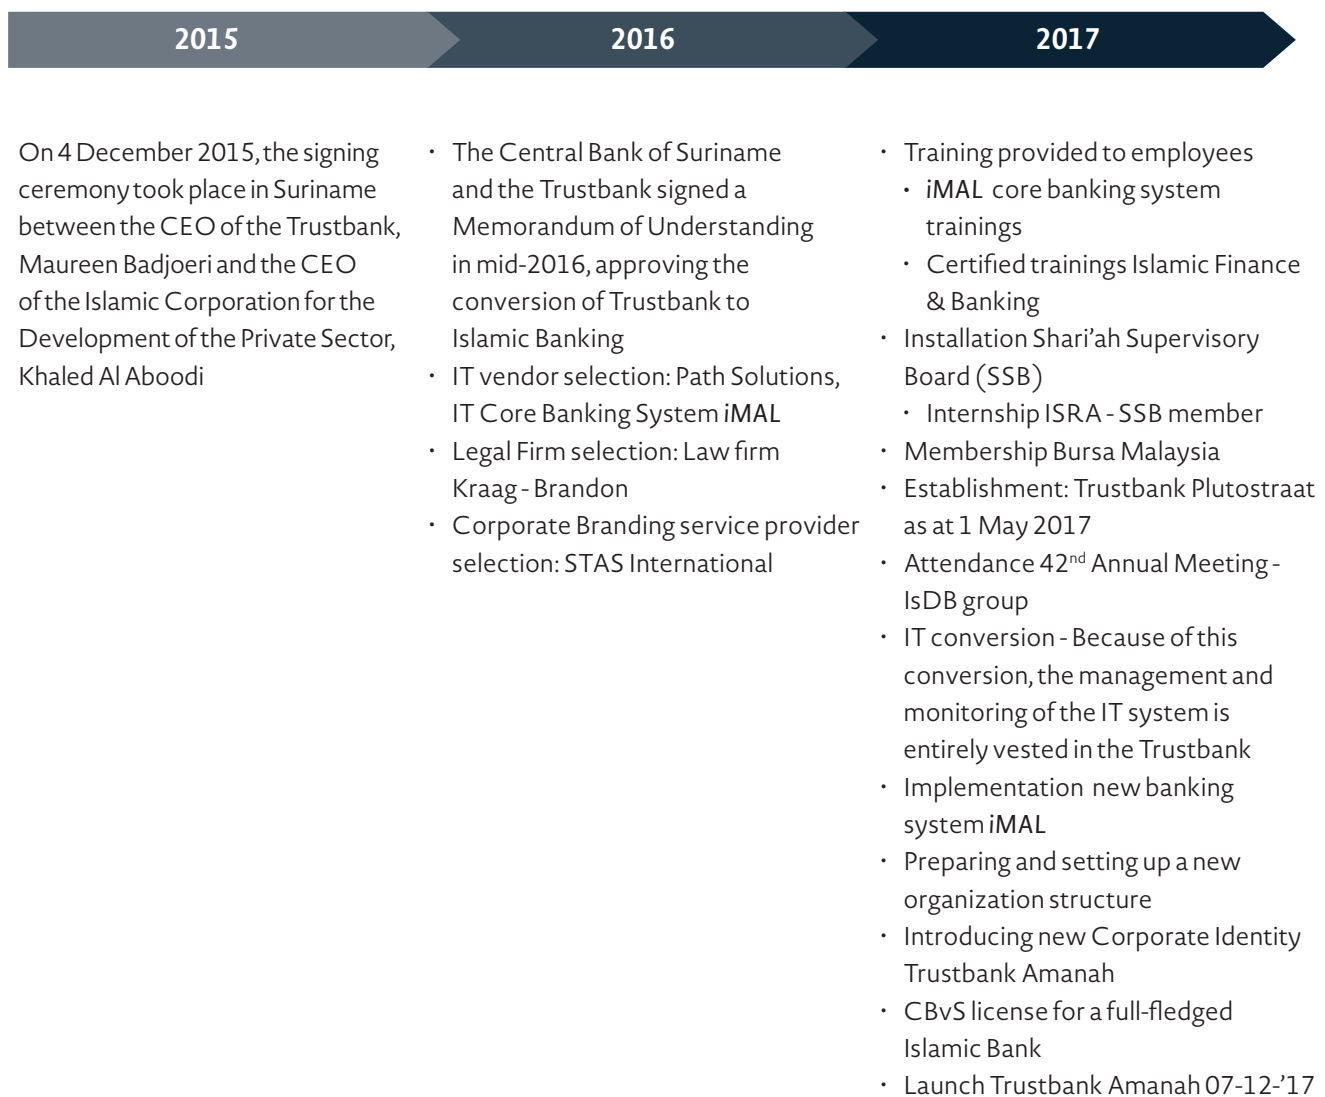 2015
2016
2017
On 4 December 2015, the signing
ceremony took place in Suriname
between the CEO of the Trustbank,
Maureen Badjoeri and the CEO
of the Islamic Corporation for the
Development of the Private Sector,
Khaled Al Aboodi
• The Central Bank of Suriname
and the Trustbank signed a
Memorandum of Understanding
in mid-2016, approving the
conversion of Trustbank to
Islamic Banking
• IT vendor selection: Path Solutions,
IT Core Banking System iMAL
• Legal Firm selection: Law firm
Kraag - Brandon
• Corporate Branding service provider
selection: STAS International
• Training provided to employees
• iMAL core banking system
trainings
• Certified trainings Islamic Finance
& Banking
• Installation Shari’ah Supervisory
Board (SSB)
• Internship ISRA - SSB member
• Membership Bursa Malaysia
• Establishment: Trustbank Plutostraat
as at 1 May 2017
• Attendance 42nd Annual Meeting -
IsDB group
• IT conversion - Because of this
conversion, the management and
monitoring of the IT system is
entirely vested in the Trustbank
• Implementation new banking
system iMAL
• Preparing and setting up a new
organization structure
• Introducing new Corporate Identity
Trustbank Amanah
• CBvS license for a full-fledged
Islamic Bank
• Launch Trustbank Amanah 07-12-’17